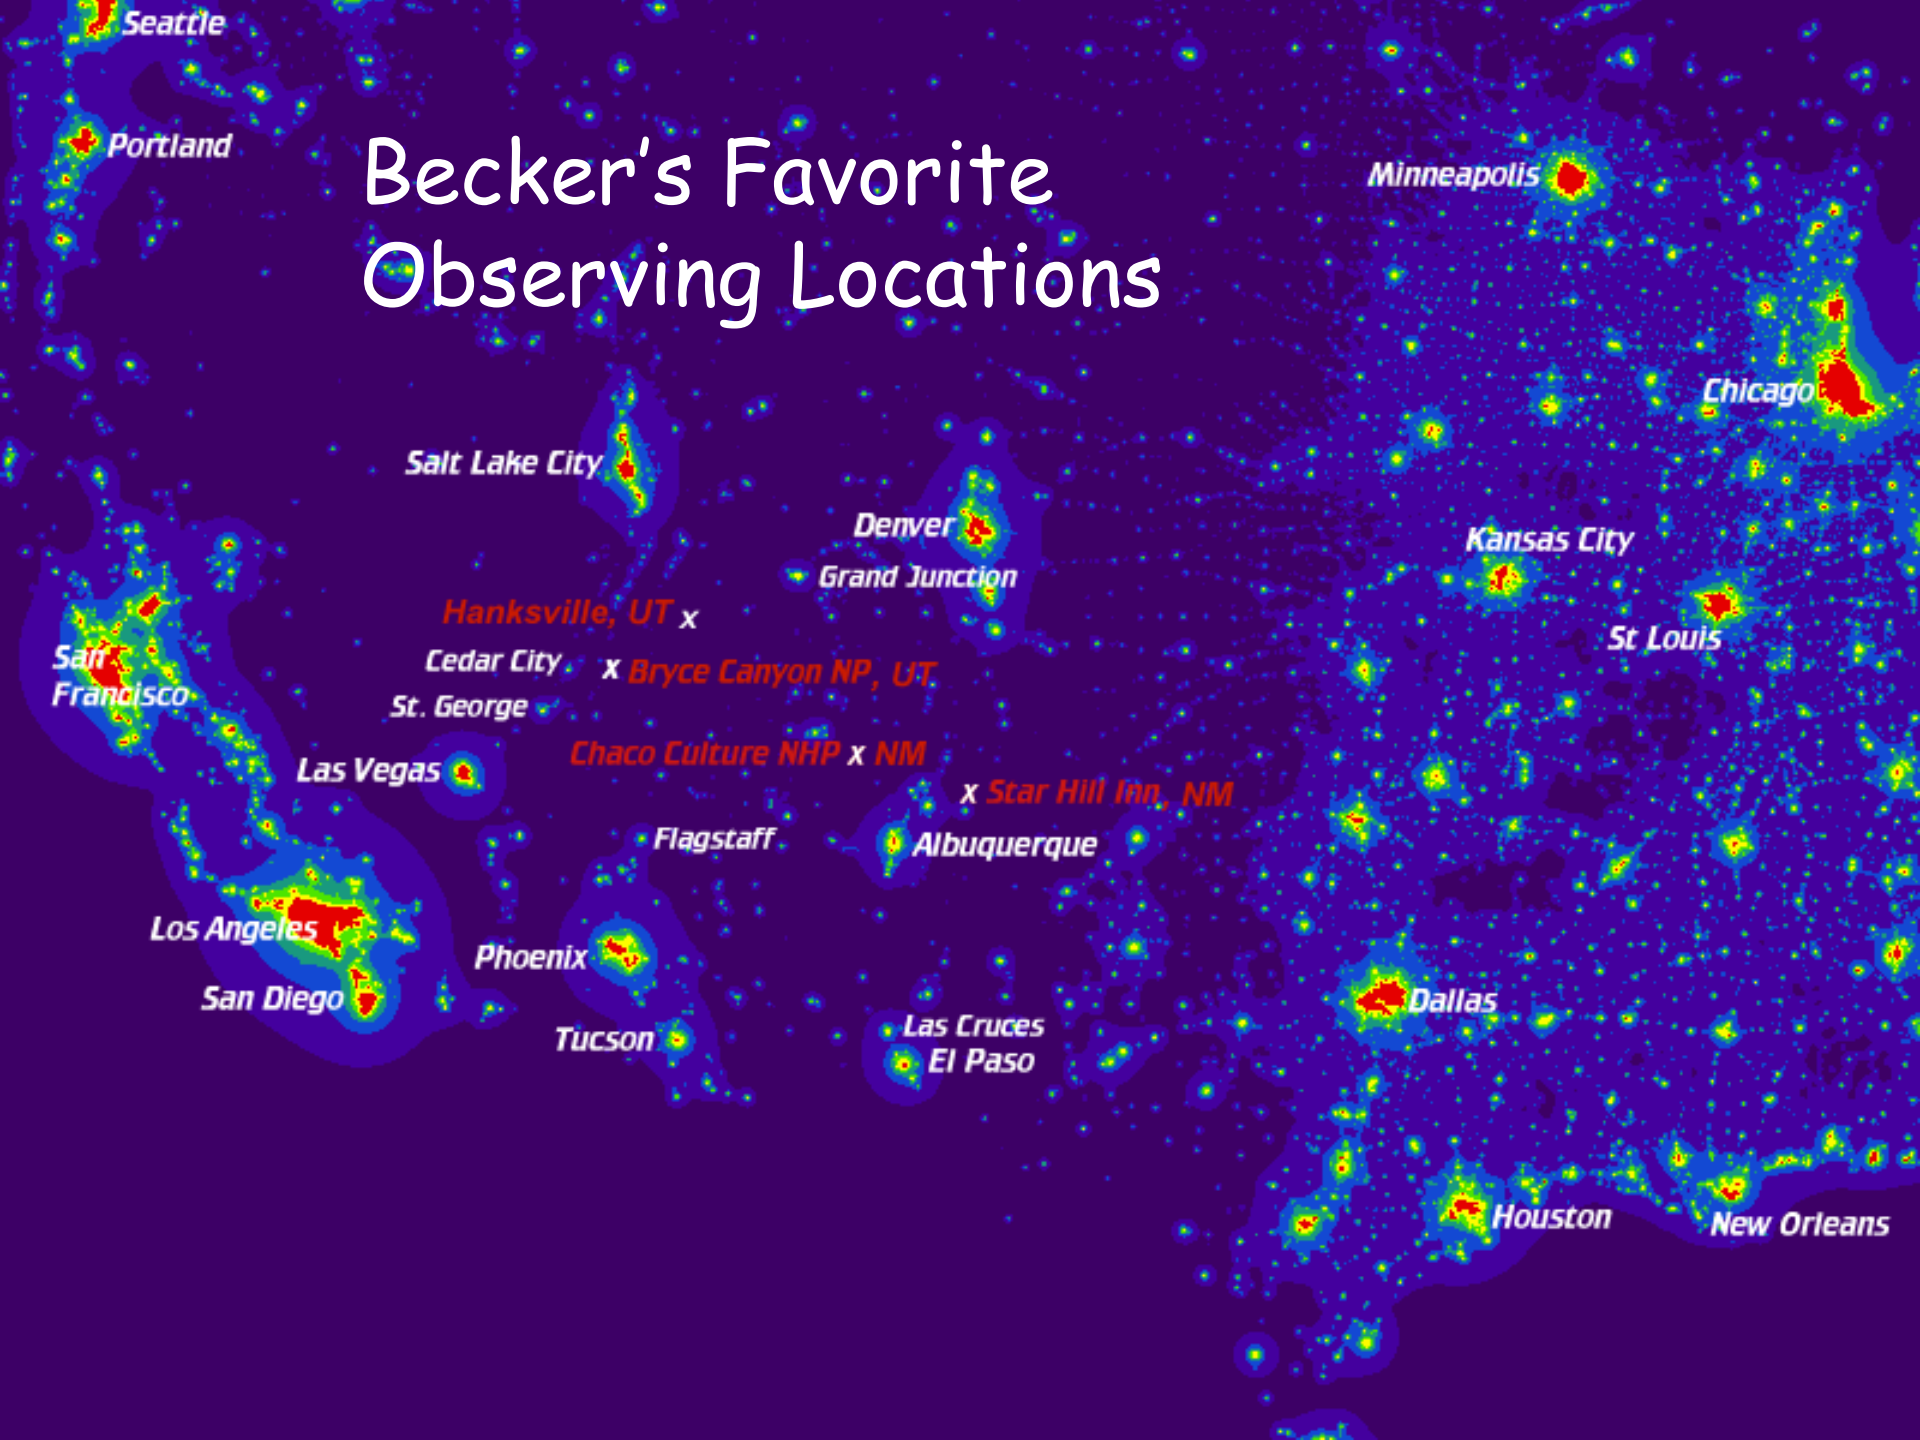 Seattle
Portland
Becker's Favorite
Observing Locations
Minneapolis
Chicago
Salt Lake City
Denver
Kansas City
Grand Junction
Hanksville, UT x
St Louis
San
Francisco
Cedar City
x Bryce Canyon NP, UT
St. George
Chaco Culture NHP x NM
Las Vegas
x Star Hill Inn, NM
Flagstaff
Albuquerque
Los Angeles
Phoenix
San Diego
Dallas
Las Cruces
Tucson
El Paso
Houston
New Orleans